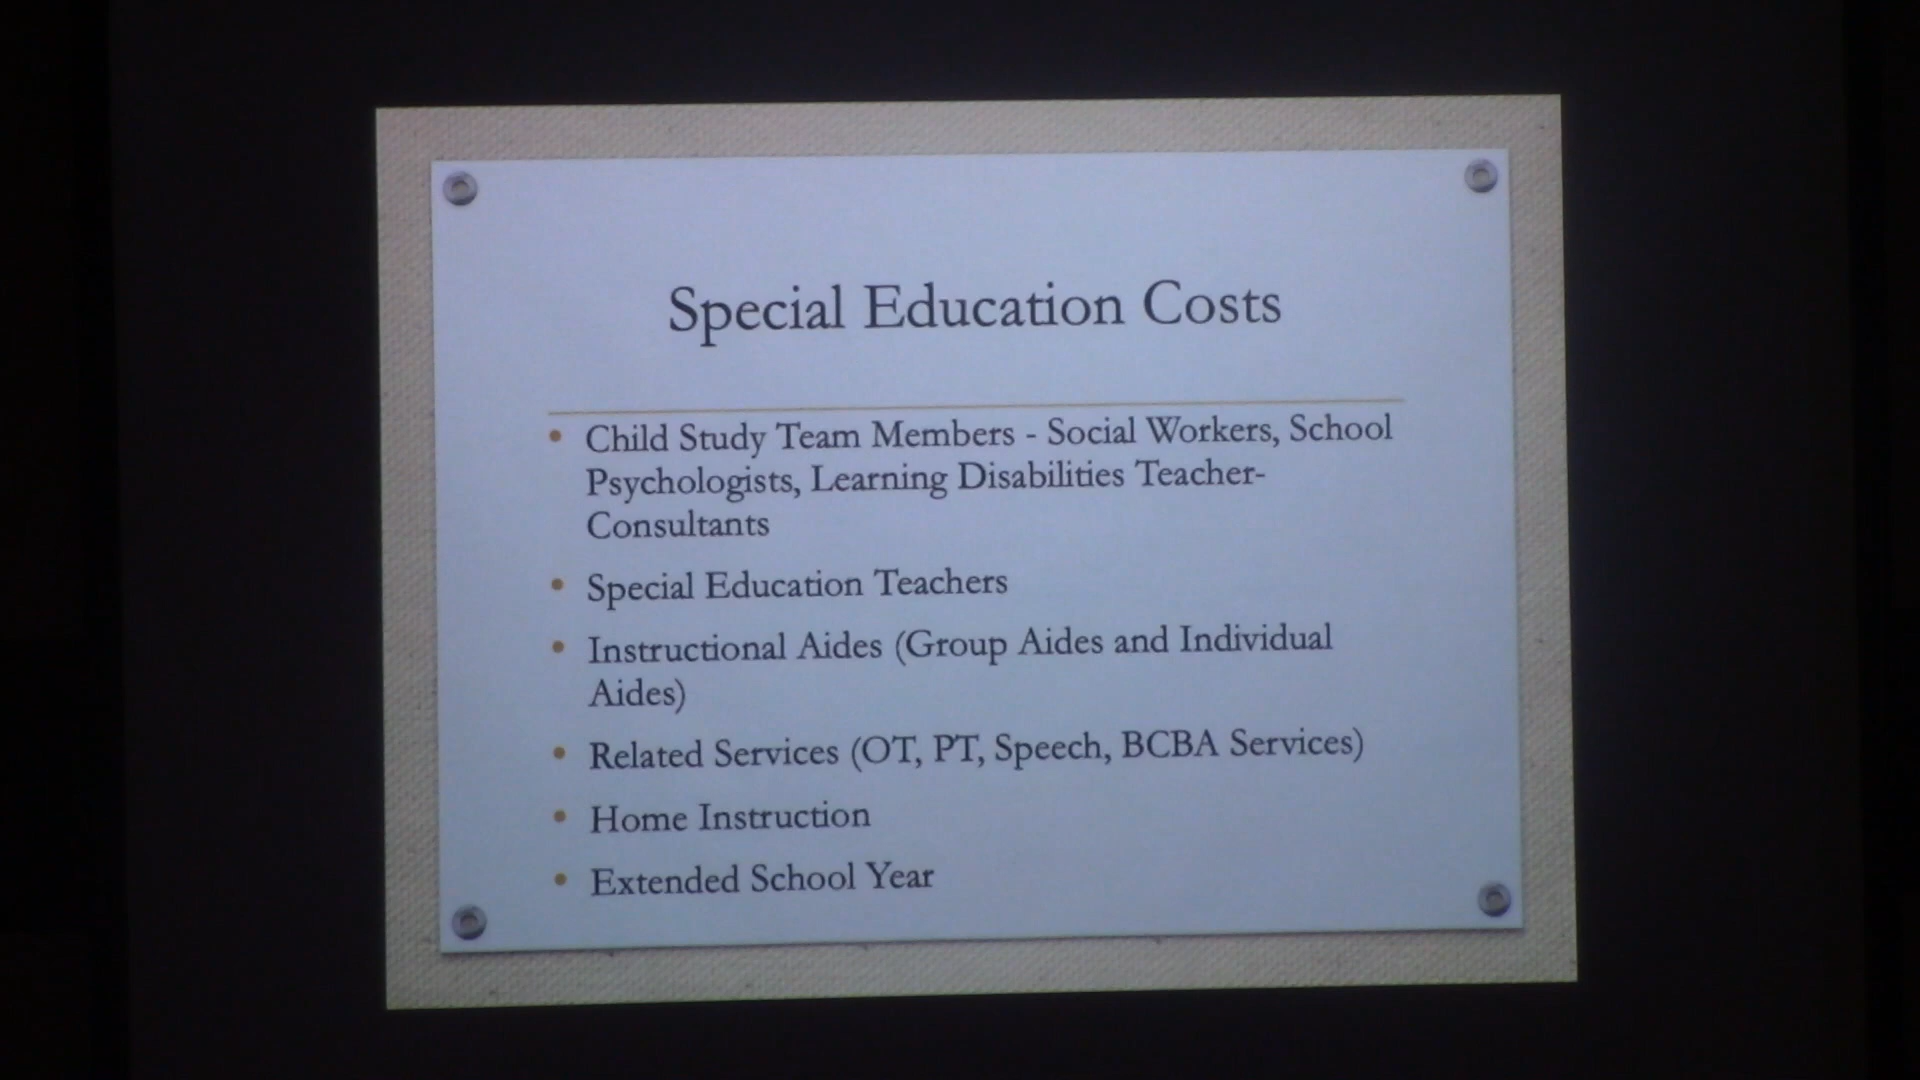 Special Education Costs
• Child Study Team Members - Social Workers, School
Psychologists, Learning Disabilities Teacher-
Consultants
• Special Education Teachers
• Instructional Aides (Group Aides and Individual
Aides)
• Related Services (OT, PT, Speech, BCBA Services)
• Home Instruction
• Extended School Year